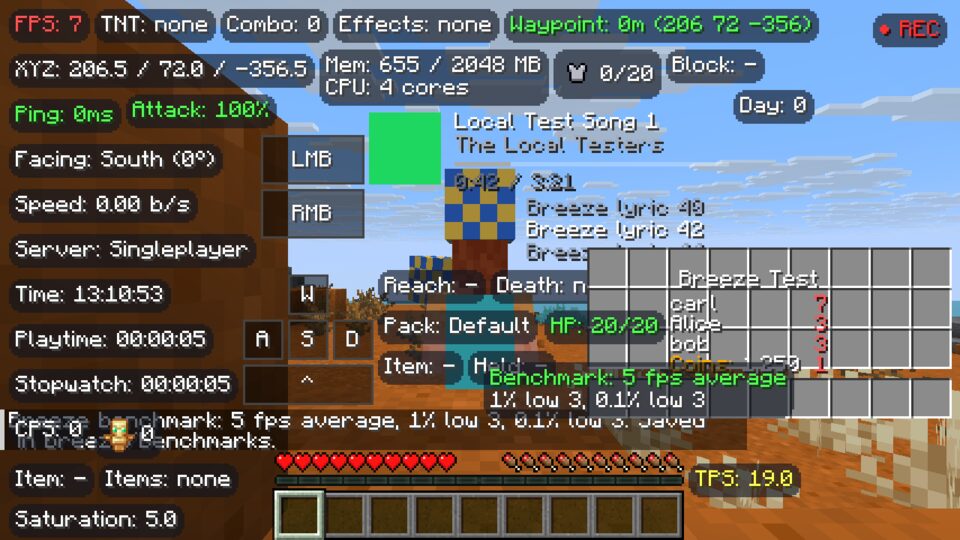 FPS: 7
TNT: none
Combo: 0
Effects: none
Waypoint: 0m (206 72 -356)
REC
XYZ: 206.5 / 72.0 / -356.5
Mem: 655 / 2048 MB
CPU: 4 cores
0/20
Block: -
Day: 0
Ping: 0ms
Attack: 100%
Local Test Song 1
The Local Testers
0:42 / 3:21
Facing: South (0°)
LMB
Speed: 0.00 b/s
RMB
Breeze lyric 40
Breeze lyric 42
Breeze lyric
Server: Singleplayer
Reach: -
Death:
Breeze Test
Time: 13:10:53
W
carl 7
Alice 3
bob 3
Coins: 1,250 1
Pack: Default
HP: 20/20
Playtime: 00:00:05
A
S
D
Item: -
Held: -
Stopwatch: 00:00:05
^
Benchmark: 5 fps average
1% low 3, 0.1% low 3
Breeze benchmark: 5 fps average, 1% low 3, 0.1% low 3. Saved
in Breeze benchmarks.
CPS: 0
0
Item: -
Items: none
TPS: 19.0
Saturation: 5.0